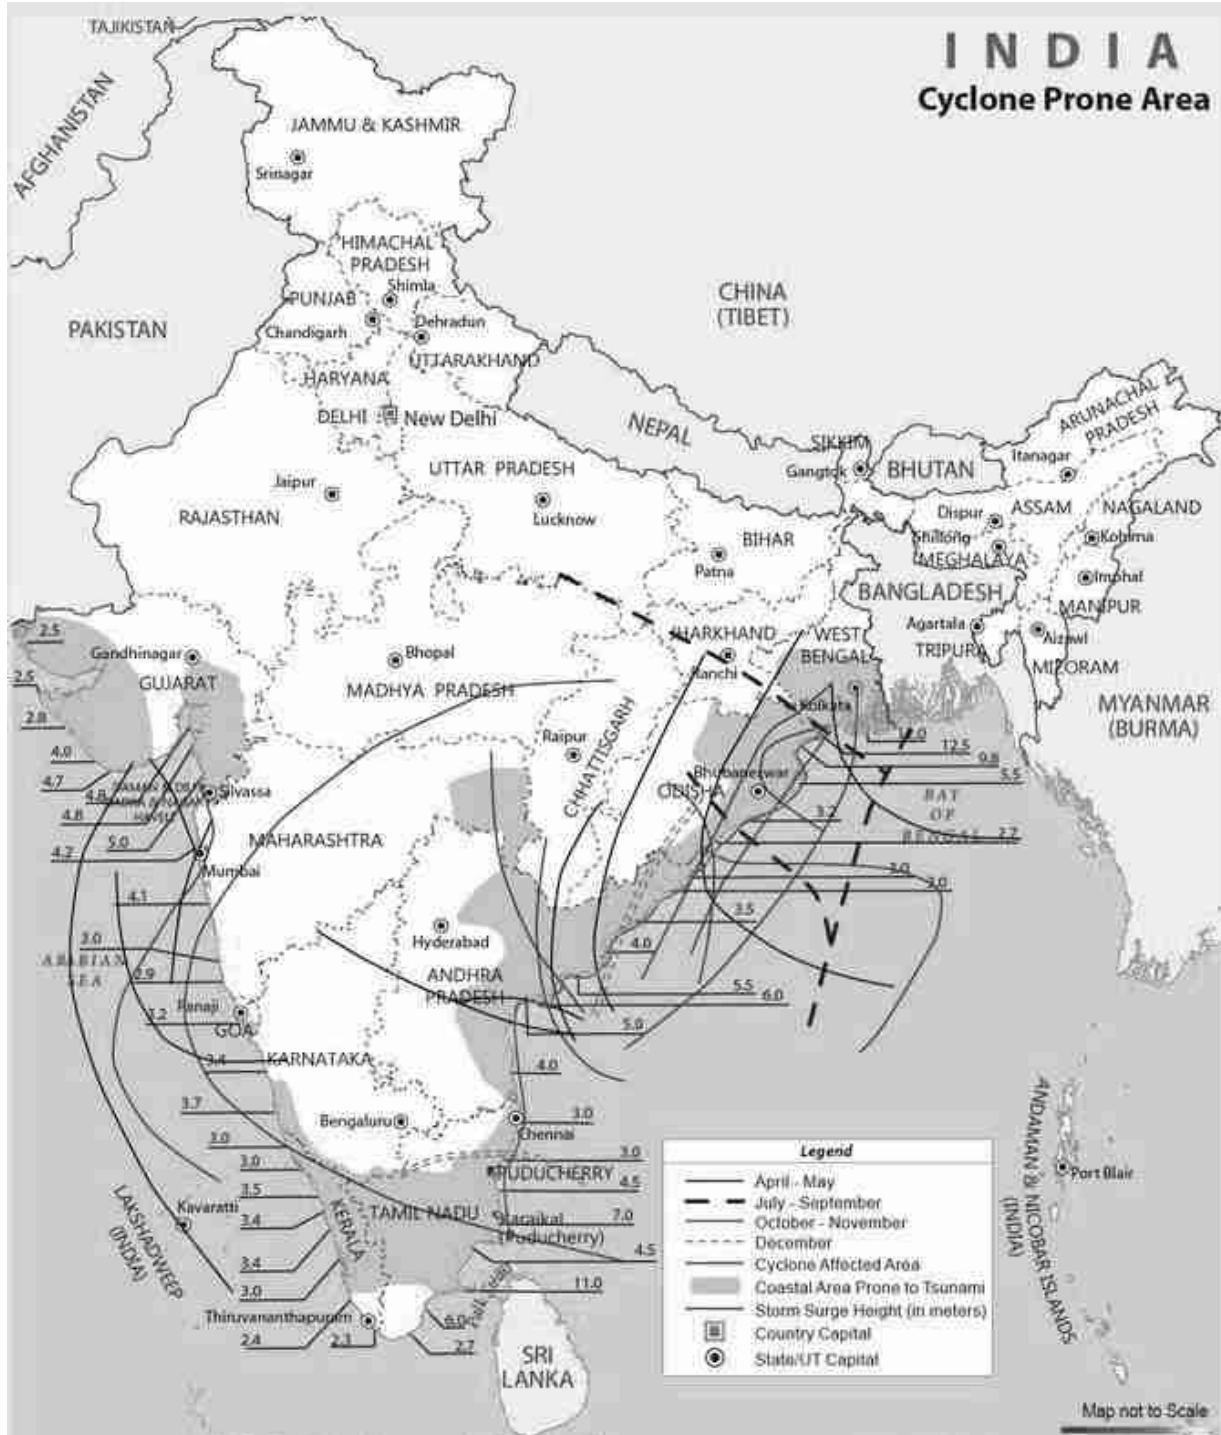 TAJIKISTAN
I N D I A
Cyclone Prone Area
AFGHANISTAN
JAMMU & KASHMIR
Srinagar
HIMACHAL
PRADESH
Shimla
PUNJAB
Chandigarh
Dehradun
UTTARAKHAND
CHINA
(TIBET)
PAKISTAN
HARYANA
DELHI
New Delhi
NEPAL
SIKKIM
Gangtok
BHUTAN
ARUNACHAL
PRADESH
Itanagar
UTTAR PRADESH
Jaipur
RAJASTHAN
Lucknow
Dispur
ASSAM
NAGALAND
BIHAR
Patna
Shillong
MEGHALAYA
Kohima
Imphal
BANGLADESH
MANIPUR
Agartala
TRIPURA
Aizawl
MIZORAM
JHARKHAND
Ranchi
WEST
BENGAL
Kolkata
2.5
Gandhinagar
GUJARAT
2.5
Bhopal
MADHYA PRADESH
MYANMAR
(BURMA)
2.8
4.0
4.7
4.8
4.8
5.0
4.2
Silvassa
Raipur
CHHATTISGARH
Bhubaneswar
ODISHA
12.5
9.8
5.5
BAY
OF
BENGAL
3.2
2.7
MAHARASHTRA
Mumbai
3.0
3.0
4.1
3.5
3.0
ARABIAN
SEA
2.9
Hyderabad
4.0
ANDHRA
PRADESH
5.5
6.0
Panaji
3.2
GOA
5.0
3.4
KARNATAKA
4.0
3.7
Bengaluru
3.0
Chennai
3.0
3.0
3.0
PUDUCHERRY
3.5
4.5
Kavaratti
3.4
KERALA
TAMIL NADU
Karaikal
(Puducherry)
7.0
LAKSHADWEEP
(INDIA)
4.5
3.4
3.0
11.0
Thiruvananthapuram
6.0
2.4
2.3
2.7
SRI
LANKA
ANDAMAN & NICOBAR ISLANDS
(INDIA)
Port Blair
Legend
April - May
July - September
October - November
December
Cyclone Affected Area
Coastal Area Prone to Tsunami
Storm Surge Height (in meters)
Country Capital
State/UT Capital
Map not to Scale